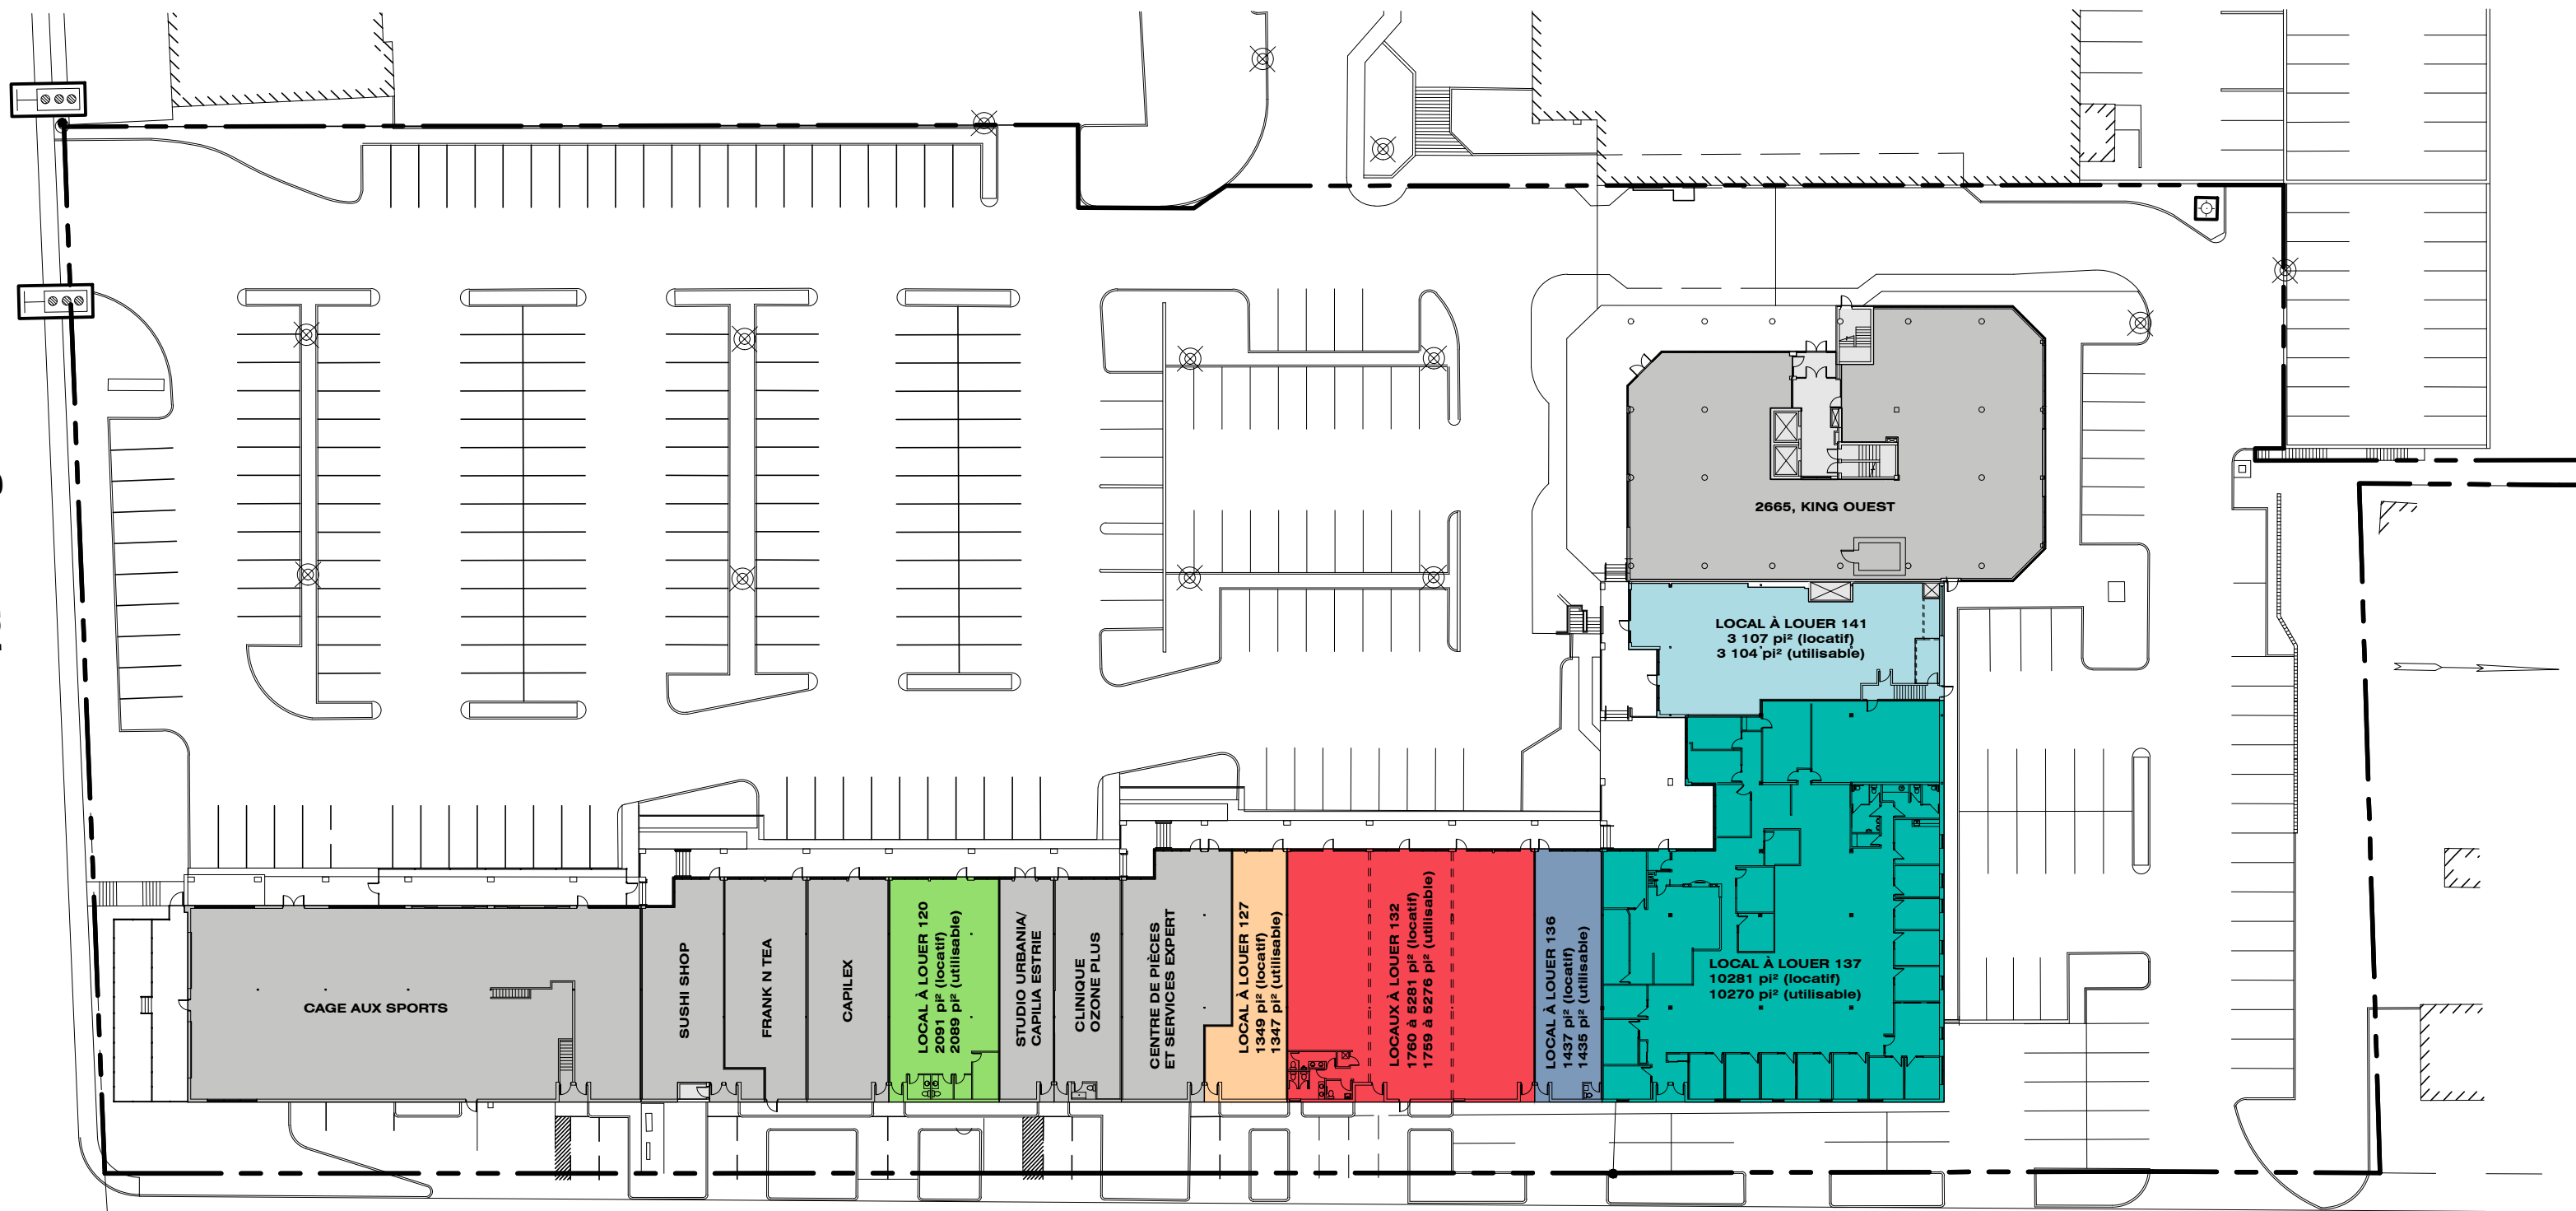 2665, KING OUEST
LOCAL À LOUER 141
3 107 pi² (locatif)
3 104 pi² (utilisable)
CAGE AUX SPORTS
SUSHI SHOP
FRANK N TEA
CAPILEX
LOCAL À LOUER 120
2091 pi² (locatif)
2089 pi² (utilisable)
STUDIO URBANIA/
CAPILIA ESTRIE
CLINIQUE
OZONE PLUS
CENTRE DE PIÈCES
ET SERVICES EXPERT
LOCAL À LOUER 127
1349 pi² (locatif)
1347 pi² (utilisable)
LOCAUX À LOUER 132
1760 à 5281 pi² (locatif)
1759 à 5276 pi² (utilisable)
LOCAL À LOUER 136
1437 pi² (locatif)
1435 pi² (utilisable)
LOCAL À LOUER 137
10281 pi² (locatif)
10270 pi² (utilisable)